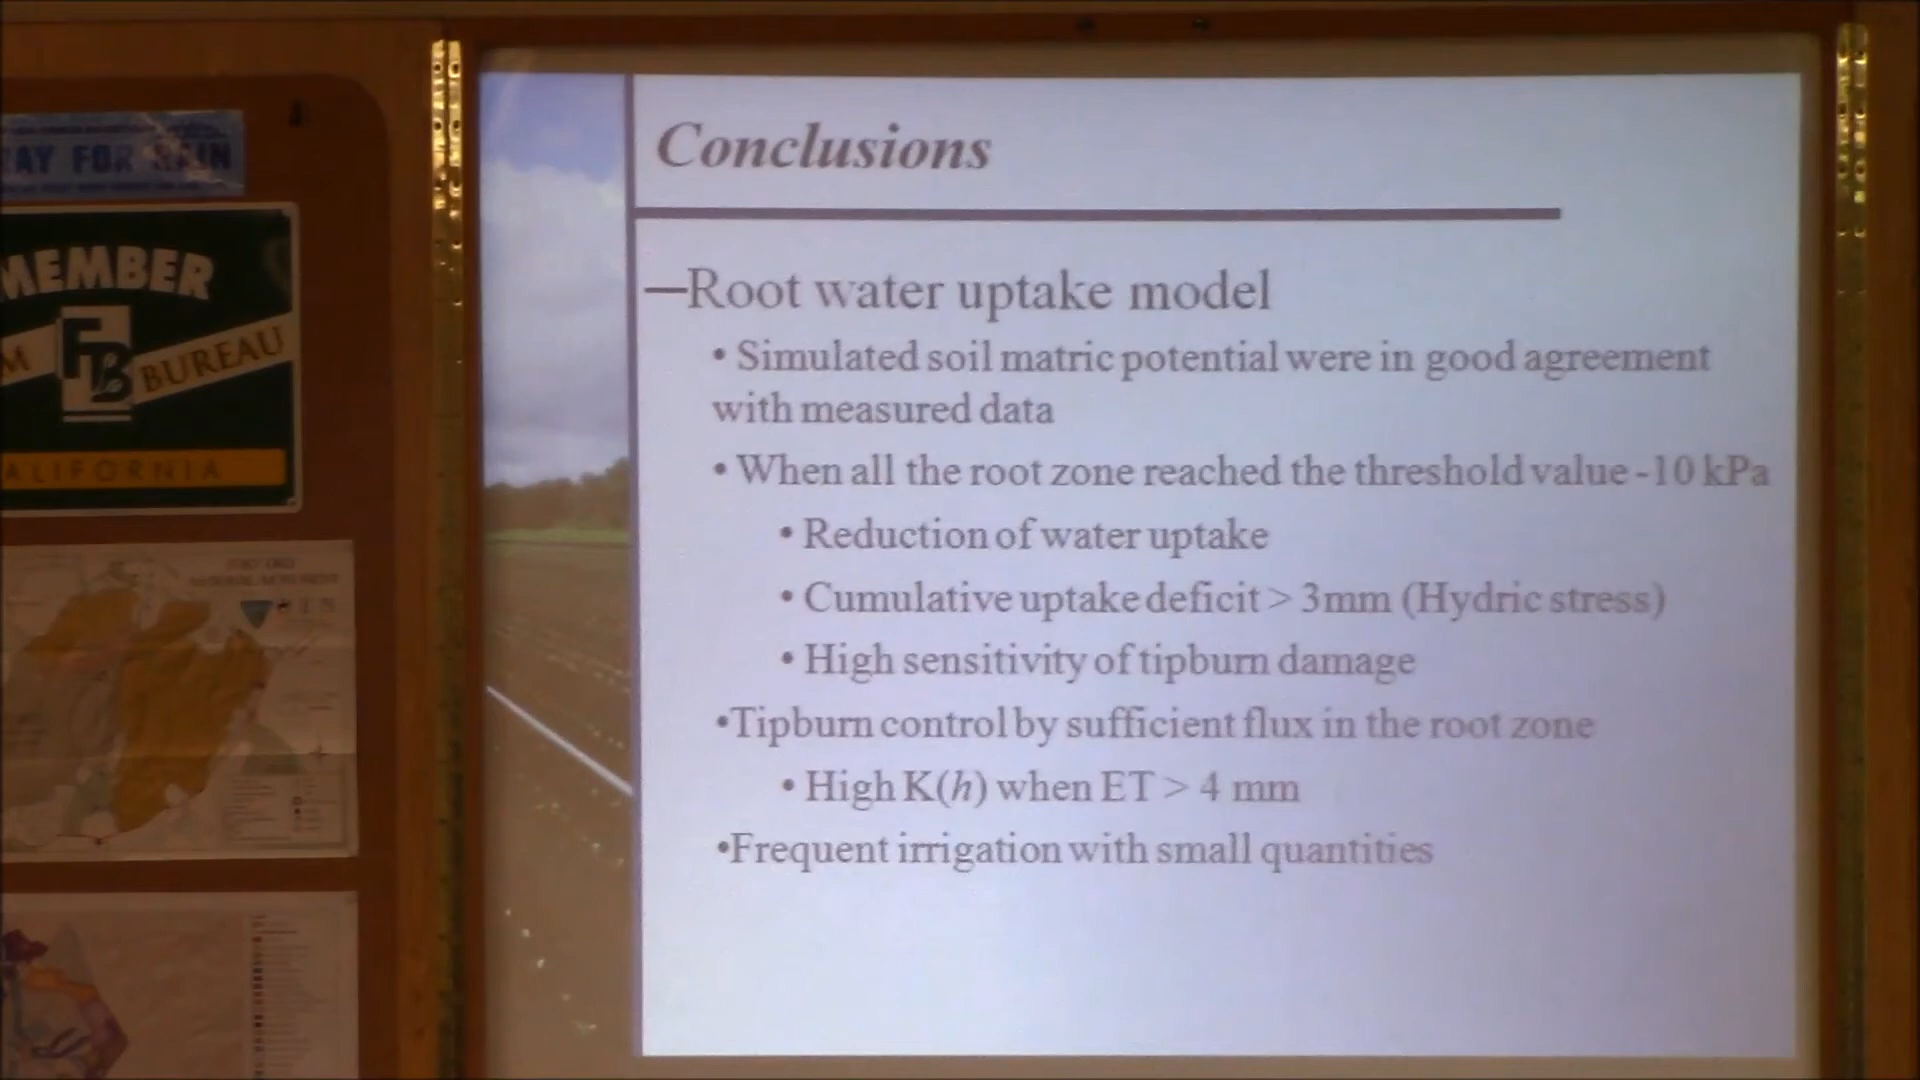 FOR RAIN
MEMBER
FB
BUREAU
Conclusions
—Root water uptake model
• Simulated soil matric potential were in good agreement
with measured data
• When all the root zone reached the threshold value -10 kPa
• Reduction of water uptake
• Cumulative uptake deficit > 3mm (Hydric stress)
• High sensitivity of tipburn damage
•Tipburn control by sufficient flux in the root zone
• High K(h) when ET > 4 mm
•Frequent irrigation with small quantities